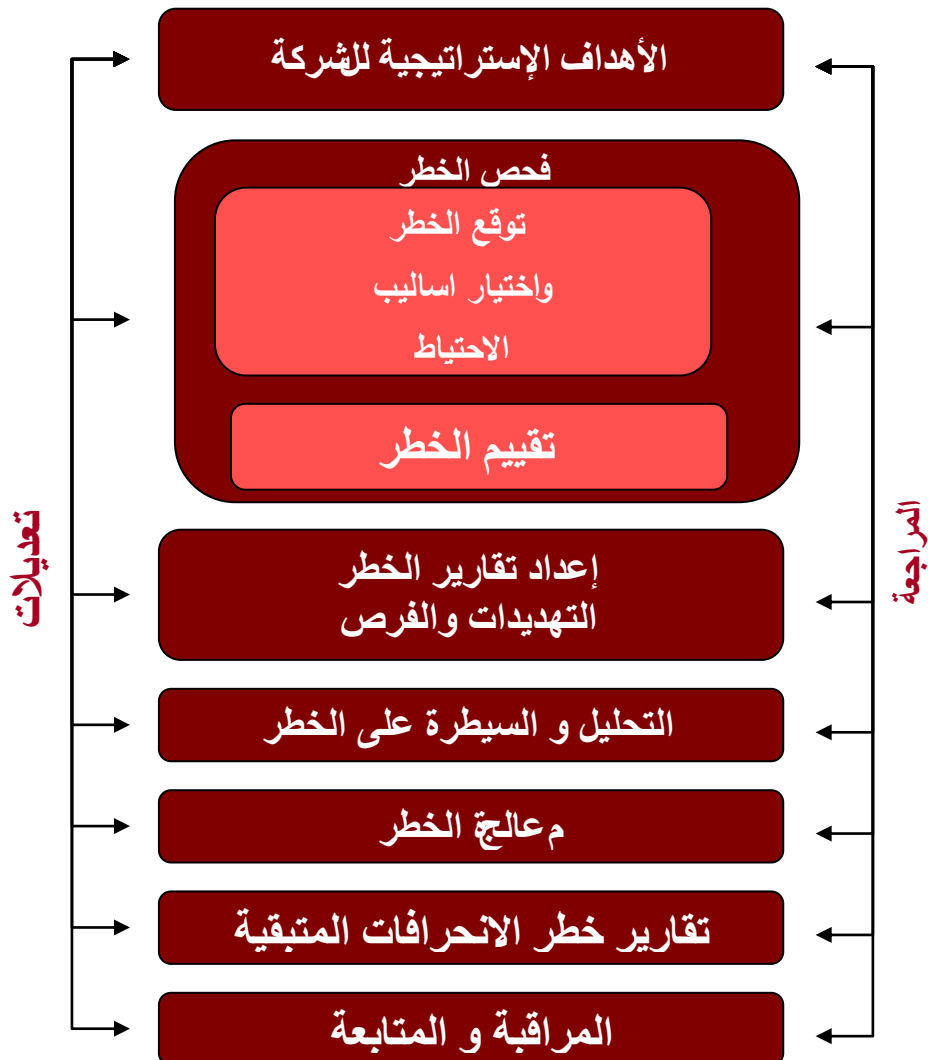 الأهداف الإستراتيجية للشركة
فحص الخطر
توقع الخطر
واختيار اساليب
الاحتياط
تقييم الخطر
إعداد تقارير الخطر
التهديدات والفرص
التحليل و السيطرة على الخطر
معالجة الخطر
تقارير خطر الانحرافات المتبقية
المراقبة و المتابعة
المراجعة
تعديلات